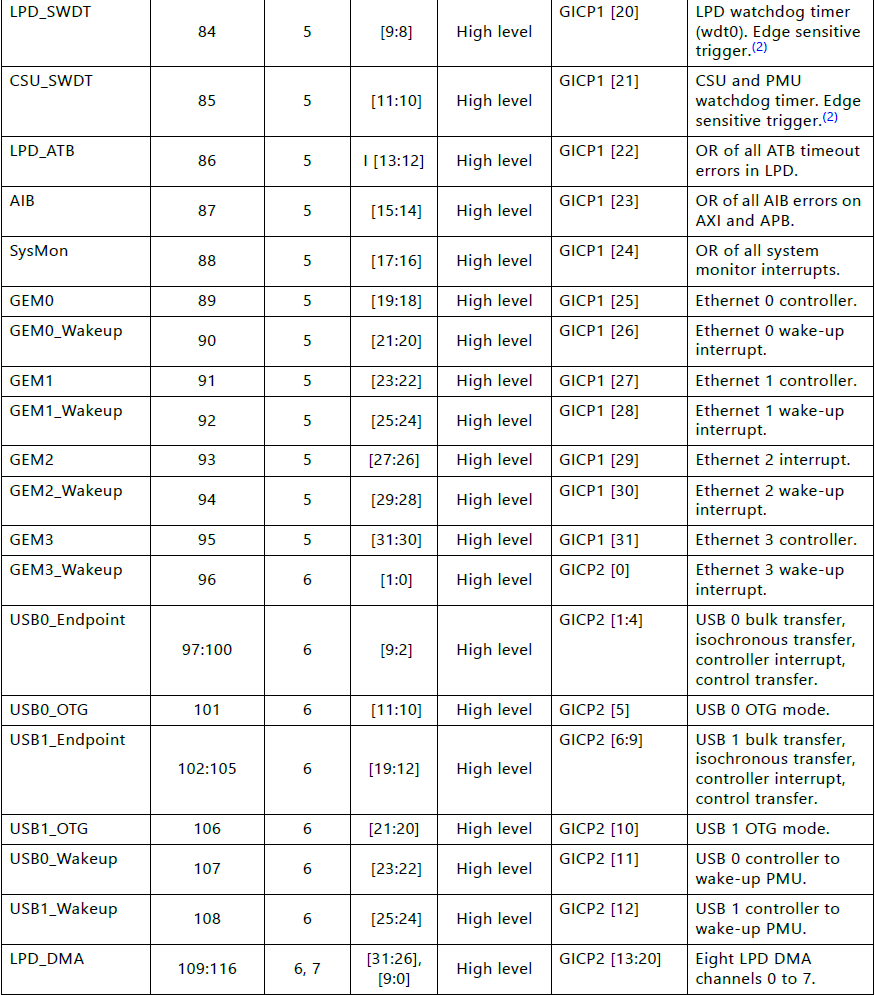 LPD_SWDT 84 5 [9:8] High level GICP1 [20] LPD watchdog timer
(wdt0). Edge sensitive
trigger.(2)
CSU_SWDT 85 5 [11:10] High level GICP1 [21] CSU and PMU
watchdog timer. Edge
sensitive trigger.(2)
LPD_ATB 86 5 I [13:12] High level GICP1 [22] OR of all ATB timeout
errors in LPD.
AIB 87 5 [15:14] High level GICP1 [23] OR of all AIB errors on
AXI and APB.
SysMon 88 5 [17:16] High level GICP1 [24] OR of all system
monitor interrupts.
GEM0 89 5 [19:18] High level GICP1 [25] Ethernet 0 controller.
GEM0_Wakeup 90 5 [21:20] High level GICP1 [26] Ethernet 0 wake-up
interrupt.
GEM1 91 5 [23:22] High level GICP1 [27] Ethernet 1 controller.
GEM1_Wakeup 92 5 [25:24] High level GICP1 [28] Ethernet 1 wake-up
interrupt.
GEM2 93 5 [27:26] High level GICP1 [29] Ethernet 2 interrupt.
GEM2_Wakeup 94 5 [29:28] High level GICP1 [30] Ethernet 2 wake-up
interrupt.
GEM3 95 5 [31:30] High level GICP1 [31] Ethernet 3 controller.
GEM3_Wakeup 96 6 [1:0] High level GICP2 [0] Ethernet 3 wake-up
interrupt.
USB0_Endpoint 97:100 6 [9:2] High level GICP2 [1:4] USB 0 bulk transfer,
isochronous transfer,
controller interrupt,
control transfer.
USB0_OTG 101 6 [11:10] High level GICP2 [5] USB 0 OTG mode.
USB1_Endpoint 102:105 6 [19:12] High level GICP2 [6:9] USB 1 bulk transfer,
isochronous transfer,
controller interrupt,
control transfer.
USB1_OTG 106 6 [21:20] High level GICP2 [10] USB 1 OTG mode.
USB0_Wakeup 107 6 [23:22] High level GICP2 [11] USB 0 controller to
wake-up PMU.
USB1_Wakeup 108 6 [25:24] High level GICP2 [12] USB 1 controller to
wake-up PMU.
LPD_DMA 109:116 6, 7 [31:26], High level GICP2 [13:20] Eight LPD DMA
[9:0] channels 0 to 7.